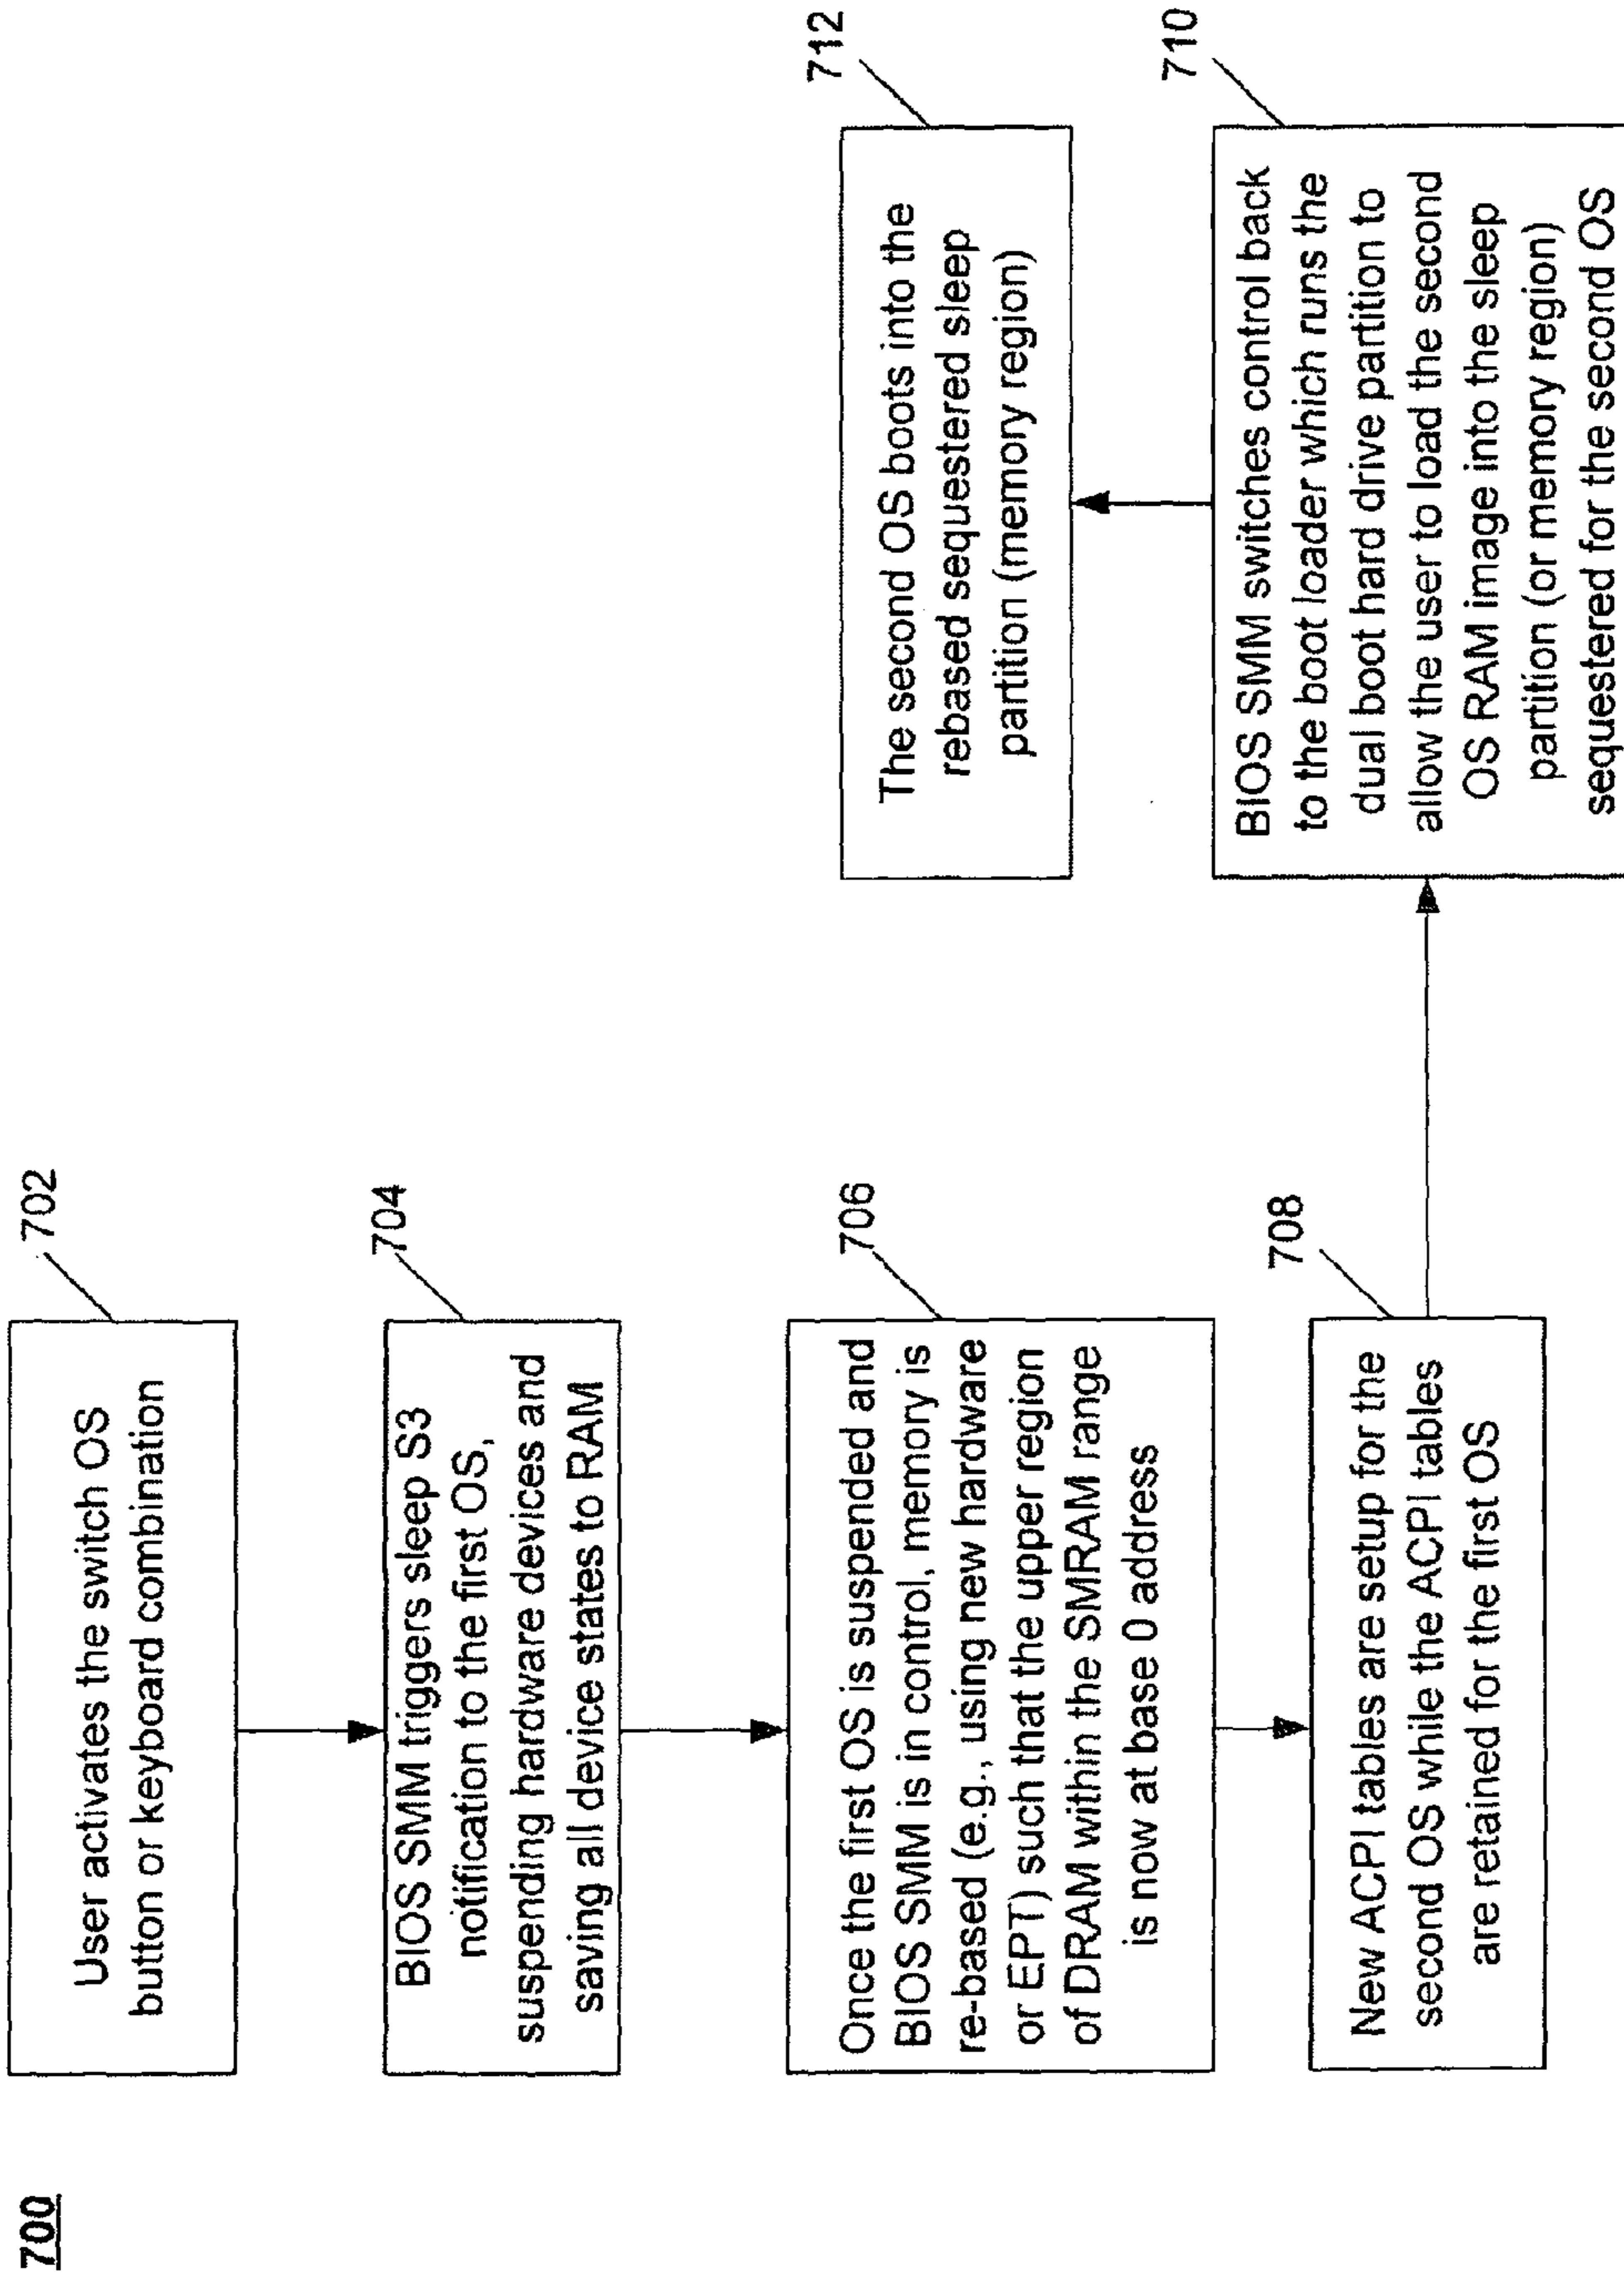 700
702
User activates the switch OS
button or keyboard combination
704
BIOS SMM triggers sleep S3
notification to the first OS,
suspending hardware devices and
saving all device states to RAM
706
Once the first OS is suspended and
BIOS SMM is in control, memory is
re-based (e.g., using new hardware
or EPT) such that the upper region
of DRAM within the SMRAM range
is now at base 0 address
708
New ACPI tables are setup for the
second OS while the ACPI tables
are retained for the first OS
710
BIOS SMM switches control back
to the boot loader which runs the
dual boot hard drive partition to
allow the user to load the second
OS RAM image into the sleep
partition (or memory region)
sequestered for the second OS
712
The second OS boots into the
rebased sequestered sleep
partition (memory region)